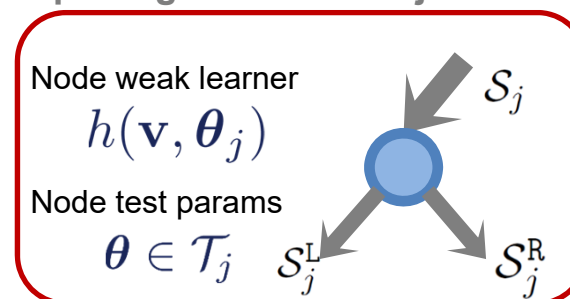 Node weak learner
h(v, θ_j)
S_j
Node test params
θ ∈ T_j
S_j^L
S_j^R